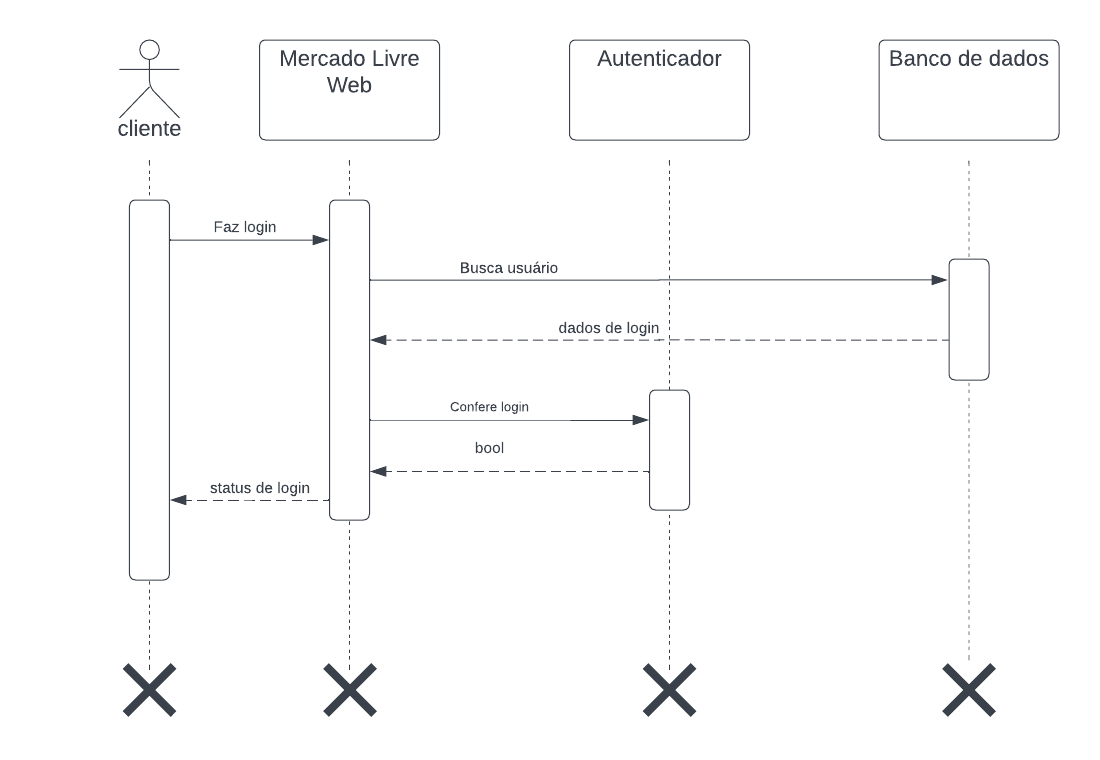 cliente
Mercado Livre
Web
Autenticador
Banco de dados
Faz login
Busca usuário
dados de login
Confere login
bool
status de login